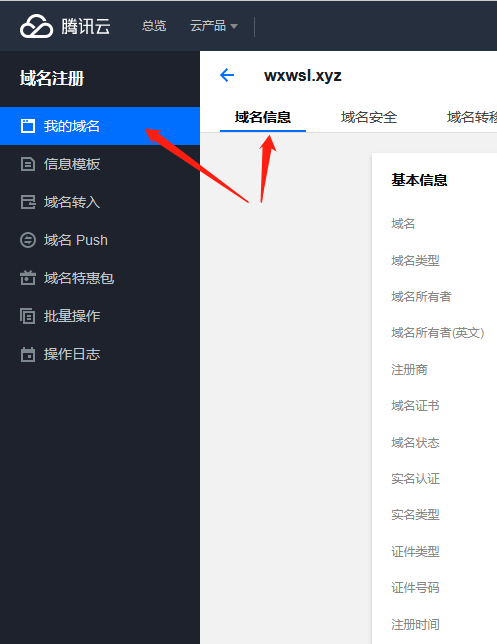 腾讯云
总览
云产品
域名注册
我的域名
信息模板
域名转入
域名 Push
域名特惠包
批量操作
操作日志
wxwsl.xyz
域名信息
域名安全
域名转移
基本信息
域名
域名类型
域名所有者
域名所有者(英文)
注册商
域名证书
域名状态
实名认证
实名类型
证件类型
证件号码
注册时间